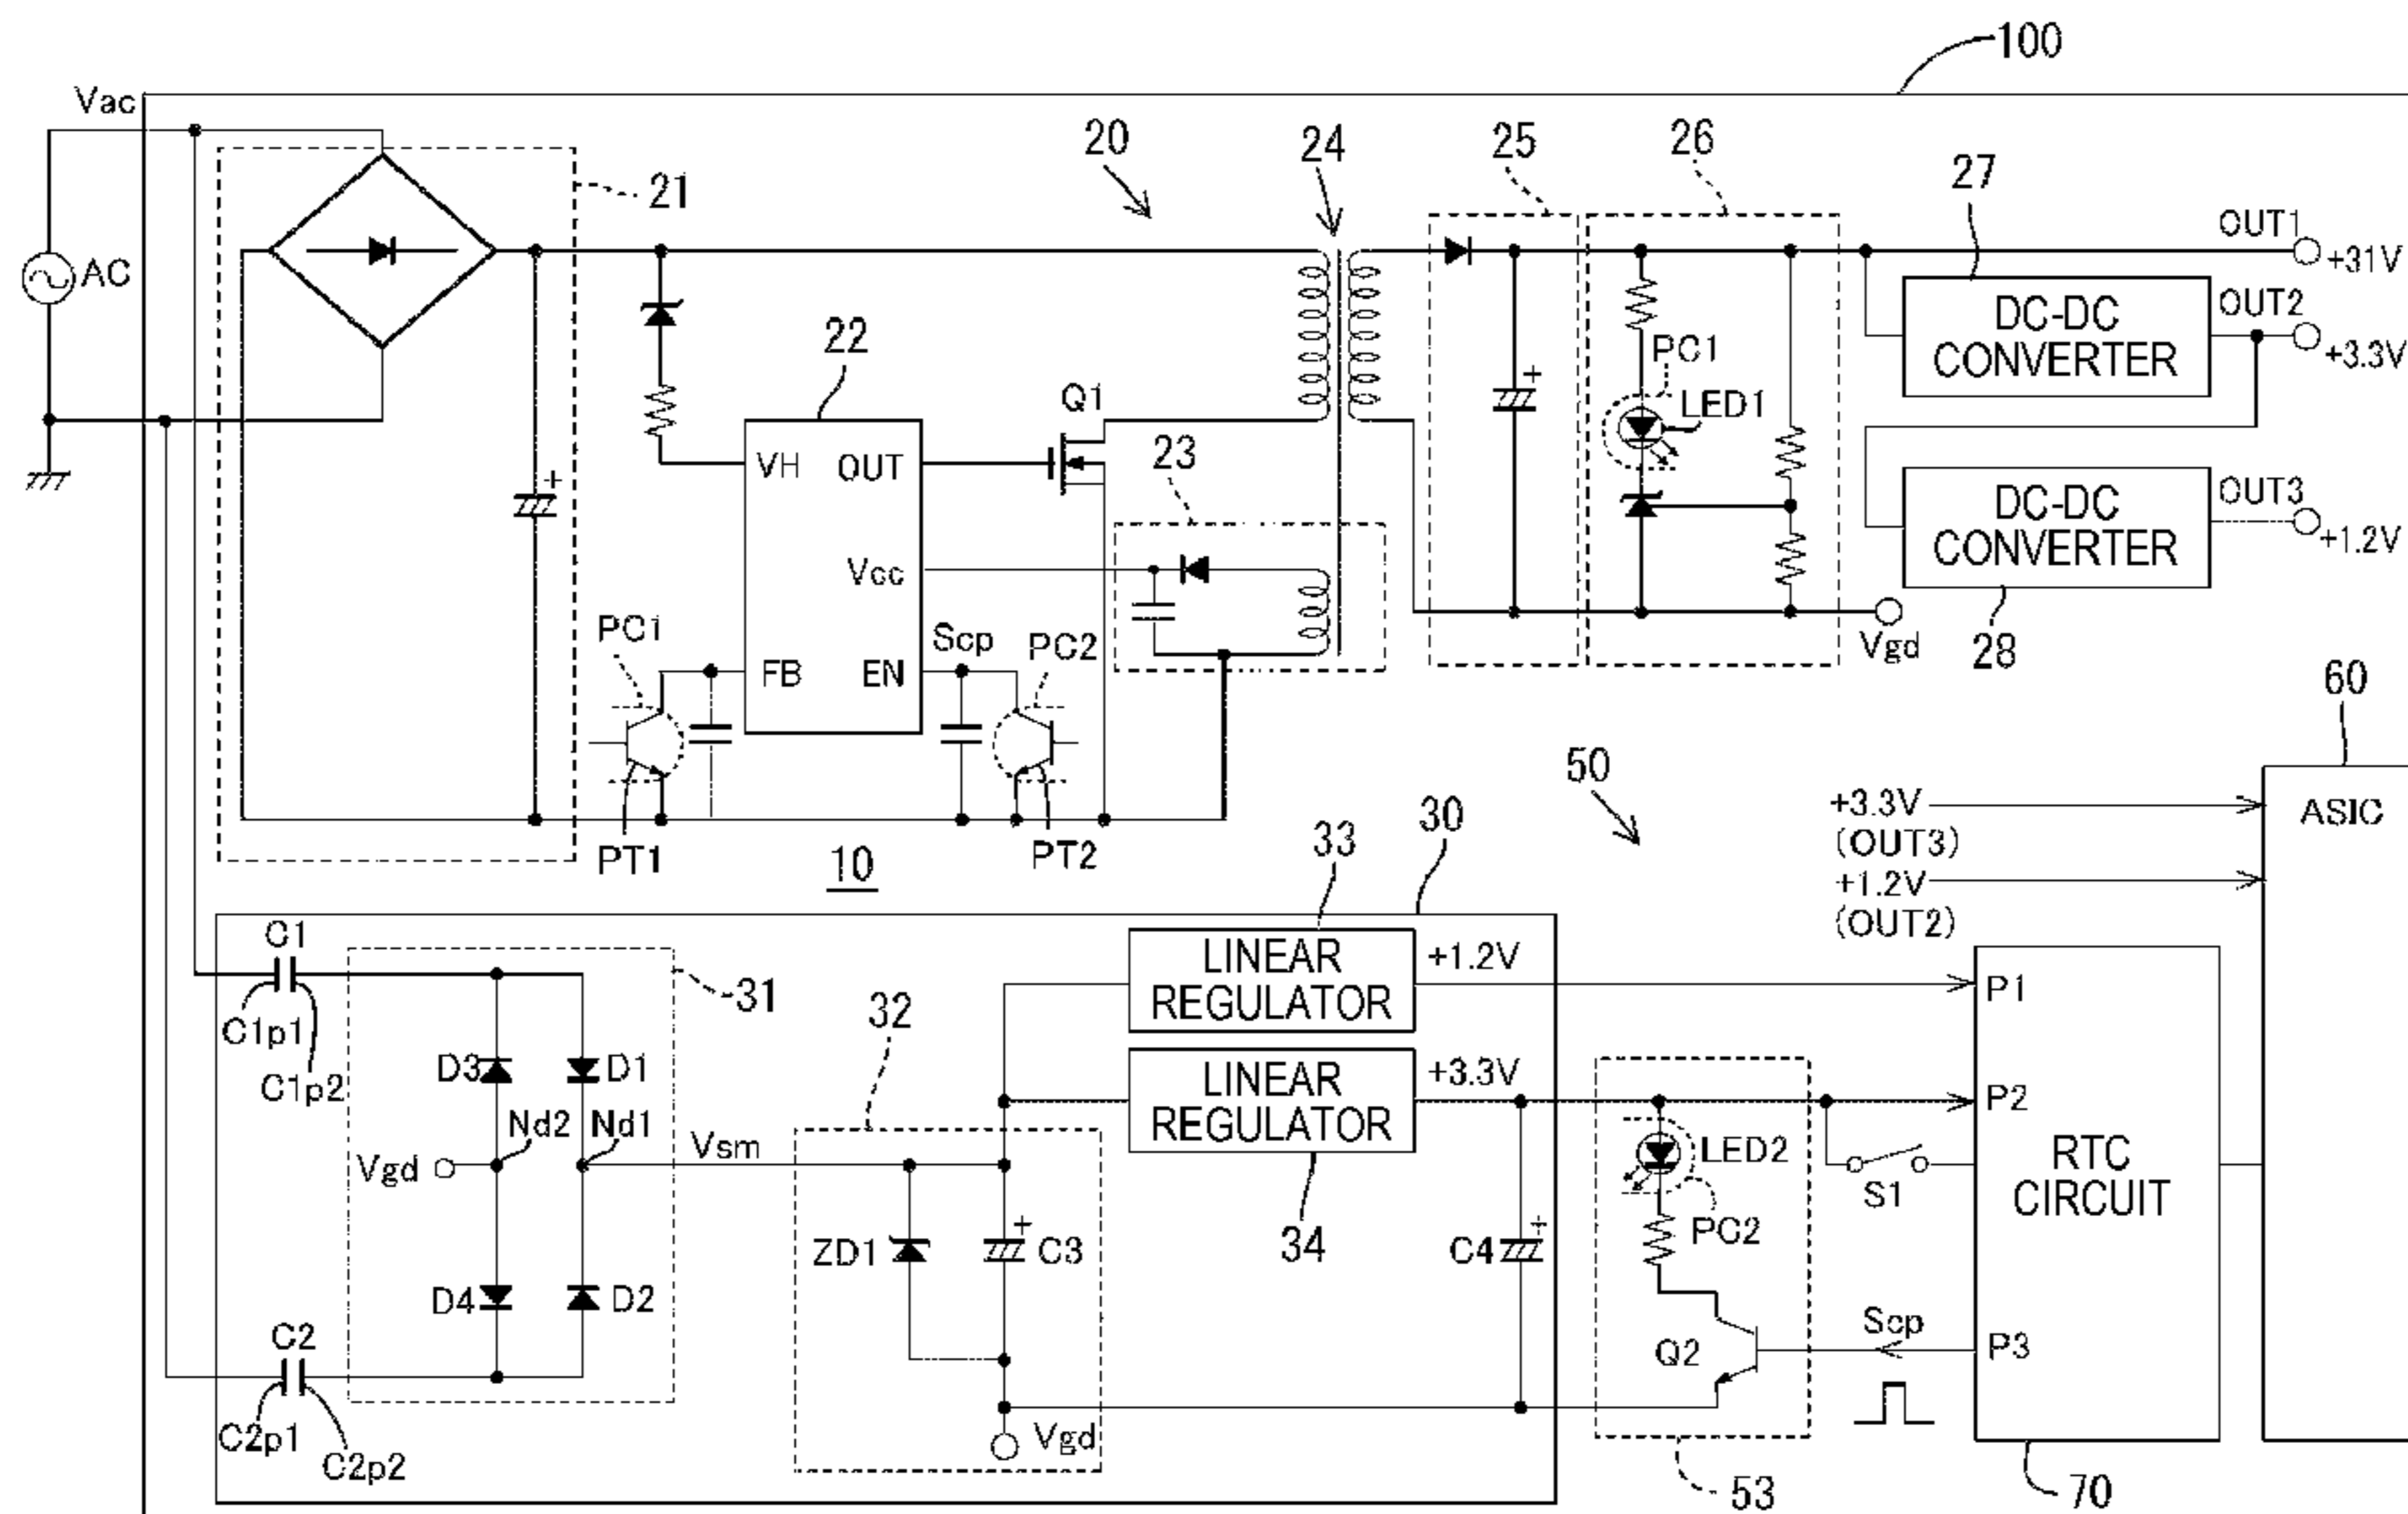 100
Vac
20
24
25
26
27
21
OUT1
+31V
AC
DC-DC
CONVERTER
OUT2
+3.3V
22
PC1
LED1
Q1
23
VH
OUT
DC-DC
CONVERTER
OUT3
+1.2V
Vcc
PC1
Scp
PC2
FB
EN
Vgd
28
60
50
+3.3V
(OUT3)
ASIC
PT1
10
PT2
33
30
+1.2V
(OUT2)
C1
LINEAR
REGULATOR
+1.2V
P1
31
32
C1p1
C1p2
D3
D1
LINEAR
REGULATOR
+3.3V
P2
Nd2
Nd1
Vsm
Vgd
LED2
S1
RTC
CIRCUIT
PC2
ZD1
C3
34
C4
D4
D2
C2
Scp
Q2
P3
C2p1
C2p2
Vgd
53
70